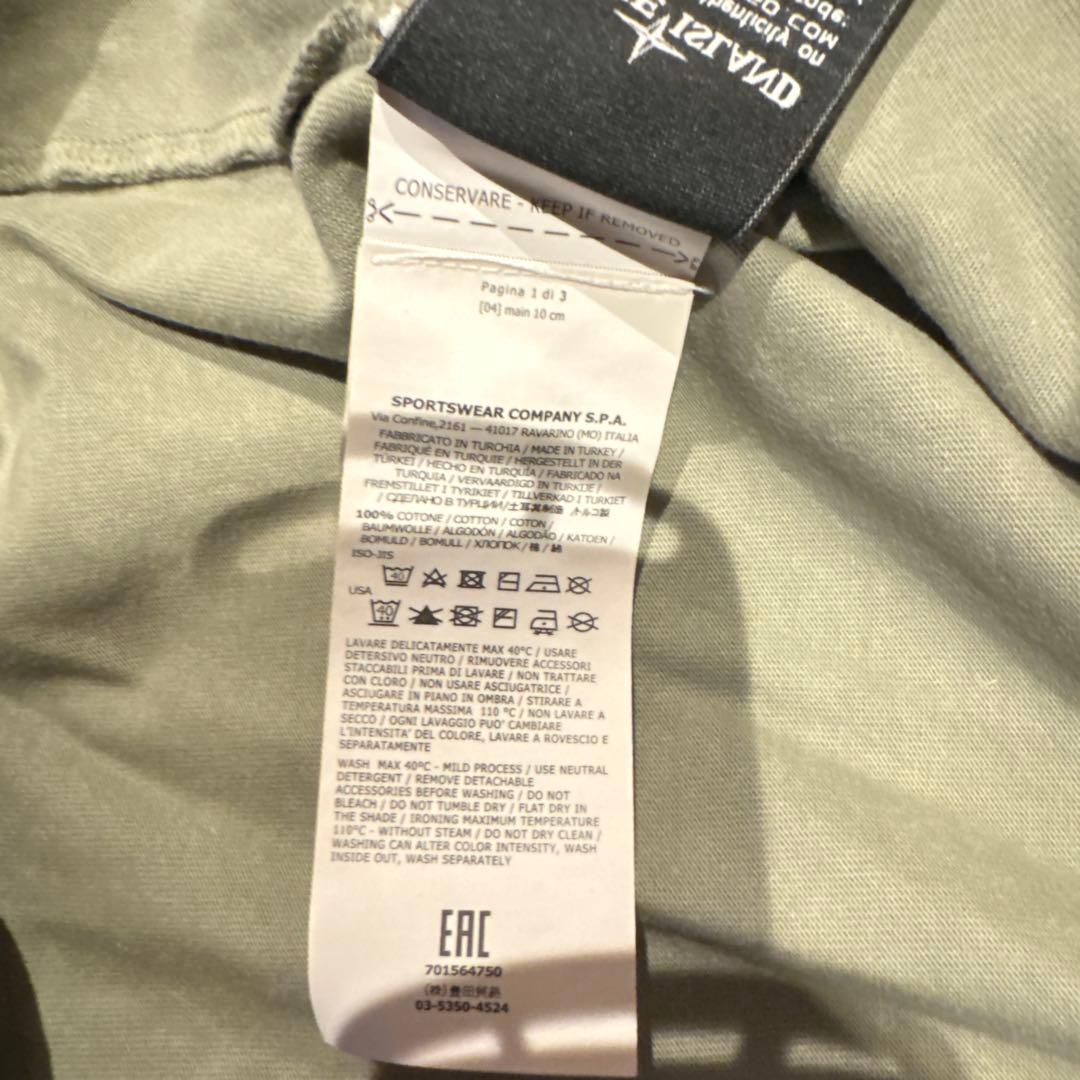 ISLAND
CONSERVARE - KEEP IF REMOVED
Pagina 1 di 3
[04] main 10 cm
SPORTSWEAR COMPANY S.P.A.
Via Confine,2161 — 41017 RAVARINO (MO) ITALIA
FABBRICATO IN TURCHIA / MADE IN TURKEY /
FABRIQUÉ EN TURQUIE / HERGESTELLT IN DER
TÜRKEI / HECHO EN TURQUÍA / FABRICADO NA
TURQUIA / VERVAARDIGD IN TURKIJE /
FREMSTILLET I TYRKIET / TILLVERKAD I TURKIET
/ СДЕЛАНО В ТУРЦИИ/土耳其制造 トルコ製
100% COTONE / COTTON / COTON /
BAUMWOLLE / ALGODÓN / ALGODÃO / KATOEN /
BOMULD / BOMULL / ХЛОПОК / 棉 / 綿
ISO-JIS
40
USA
40
LAVARE DELICATAMENTE MAX 40°C / USARE
DETERSIVO NEUTRO / RIMUOVERE ACCESSORI
STACCABILI PRIMA DI LAVARE / NON TRATTARE
CON CLORO / NON USARE ASCIUGATRICE /
ASCIUGARE IN PIANO IN OMBRA / STIRARE A
TEMPERATURA MASSIMA 110 °C / NON LAVARE A
SECCO / OGNI LAVAGGIO PUO' CAMBIARE
L'INTENSITA' DEL COLORE, LAVARE A ROVESCIO E
SEPARATAMENTE
WASH MAX 40°C - MILD PROCESS / USE NEUTRAL
DETERGENT / REMOVE DETACHABLE
ACCESSORIES BEFORE WASHING / DO NOT
BLEACH / DO NOT TUMBLE DRY / FLAT DRY IN
THE SHADE / IRONING MAXIMUM TEMPERATURE
110°C - WITHOUT STEAM / DO NOT DRY CLEAN /
WASHING CAN ALTER COLOR INTENSITY, WASH
INSIDE OUT, WASH SEPARATELY
EAC
701564750
(株)豊田貿易
03-5350-4524